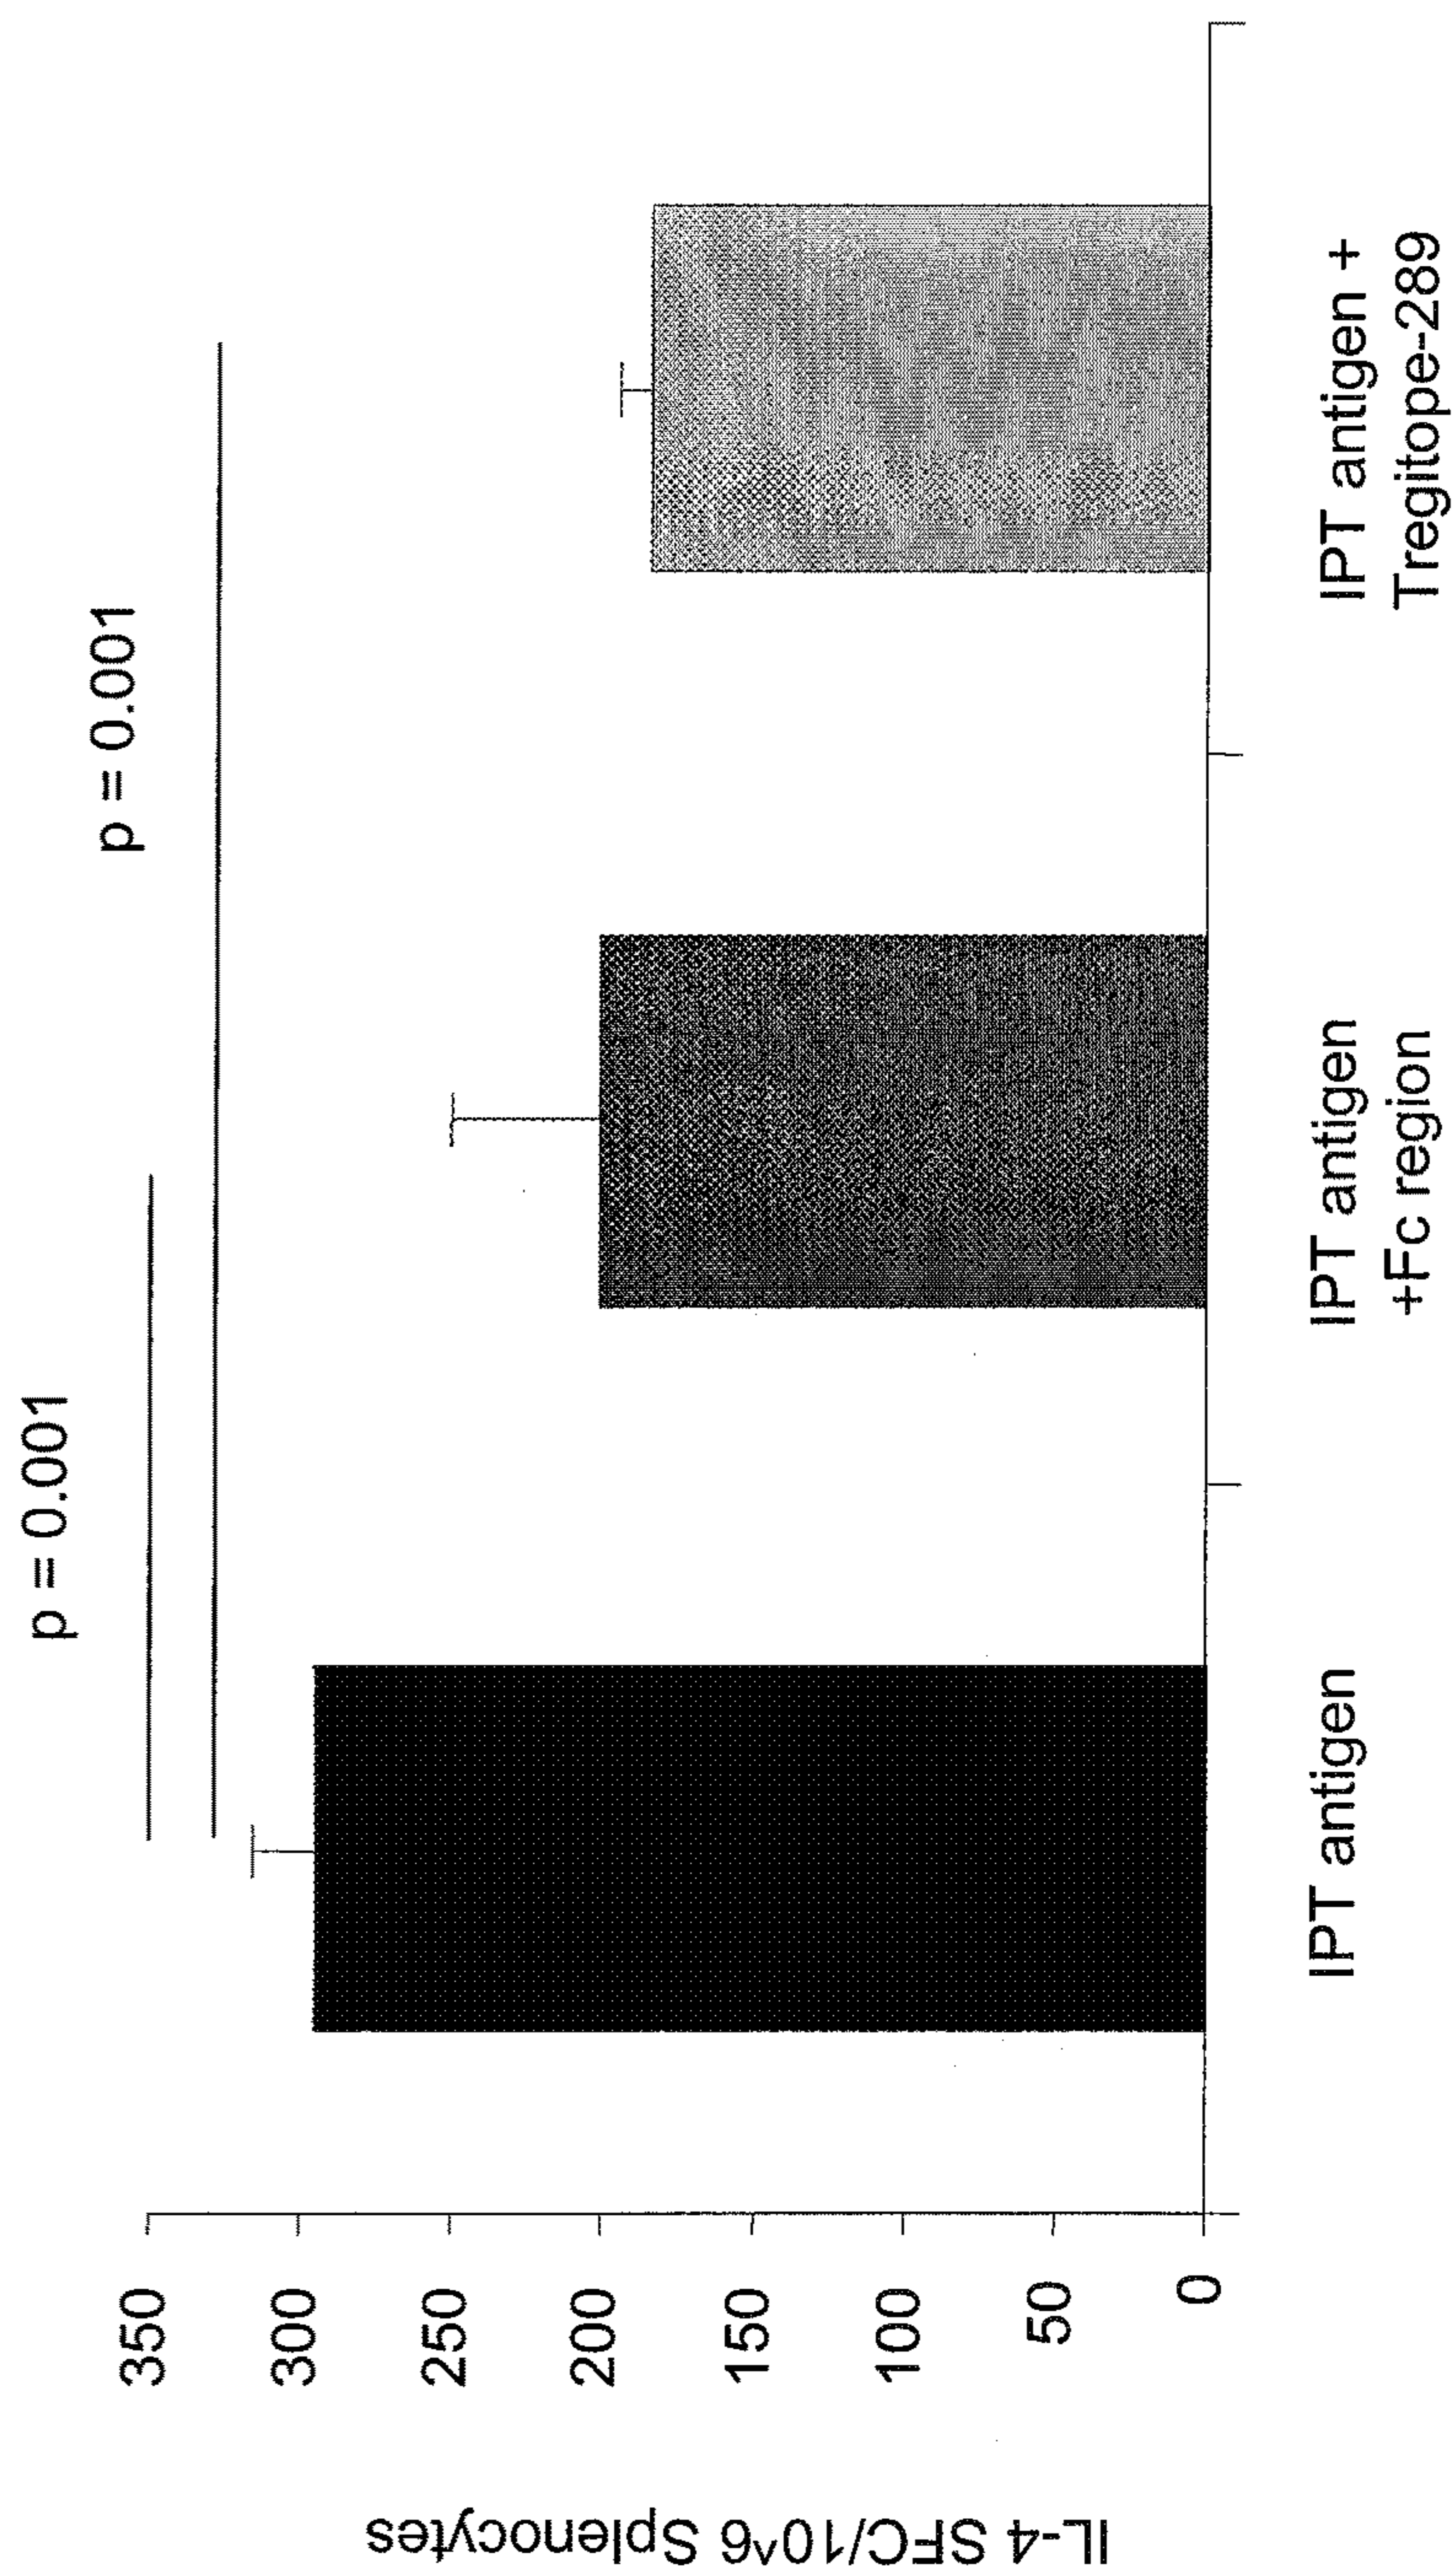 p = 0.001
p = 0.001
350
300
250
200
150
100
50
0
IL-4 SFC/10^6 Splenocytes
IPT antigen
IPT antigen
+Fc region
IPT antigen +
Tregitope-289